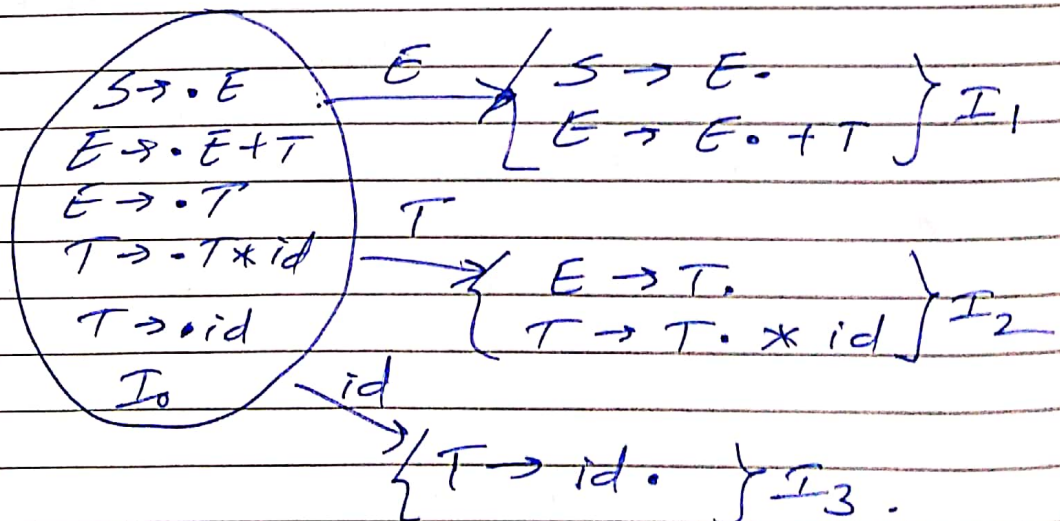 S → . E
E → . E + T
E → . T
T → . T * id
T → . id
I₀
E
S → E .
E → E . + T
I₁
T
E → T .
T → T . * id
I₂
id
T → id .
I₃ .